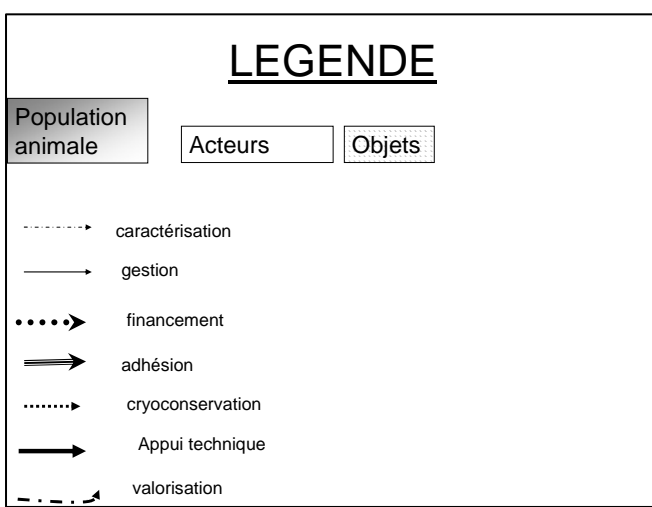 LEGENDE
Population
animale
Acteurs
Objets
caractérisation
gestion
financement
adhésion
cryoconservation
Appui technique
valorisation